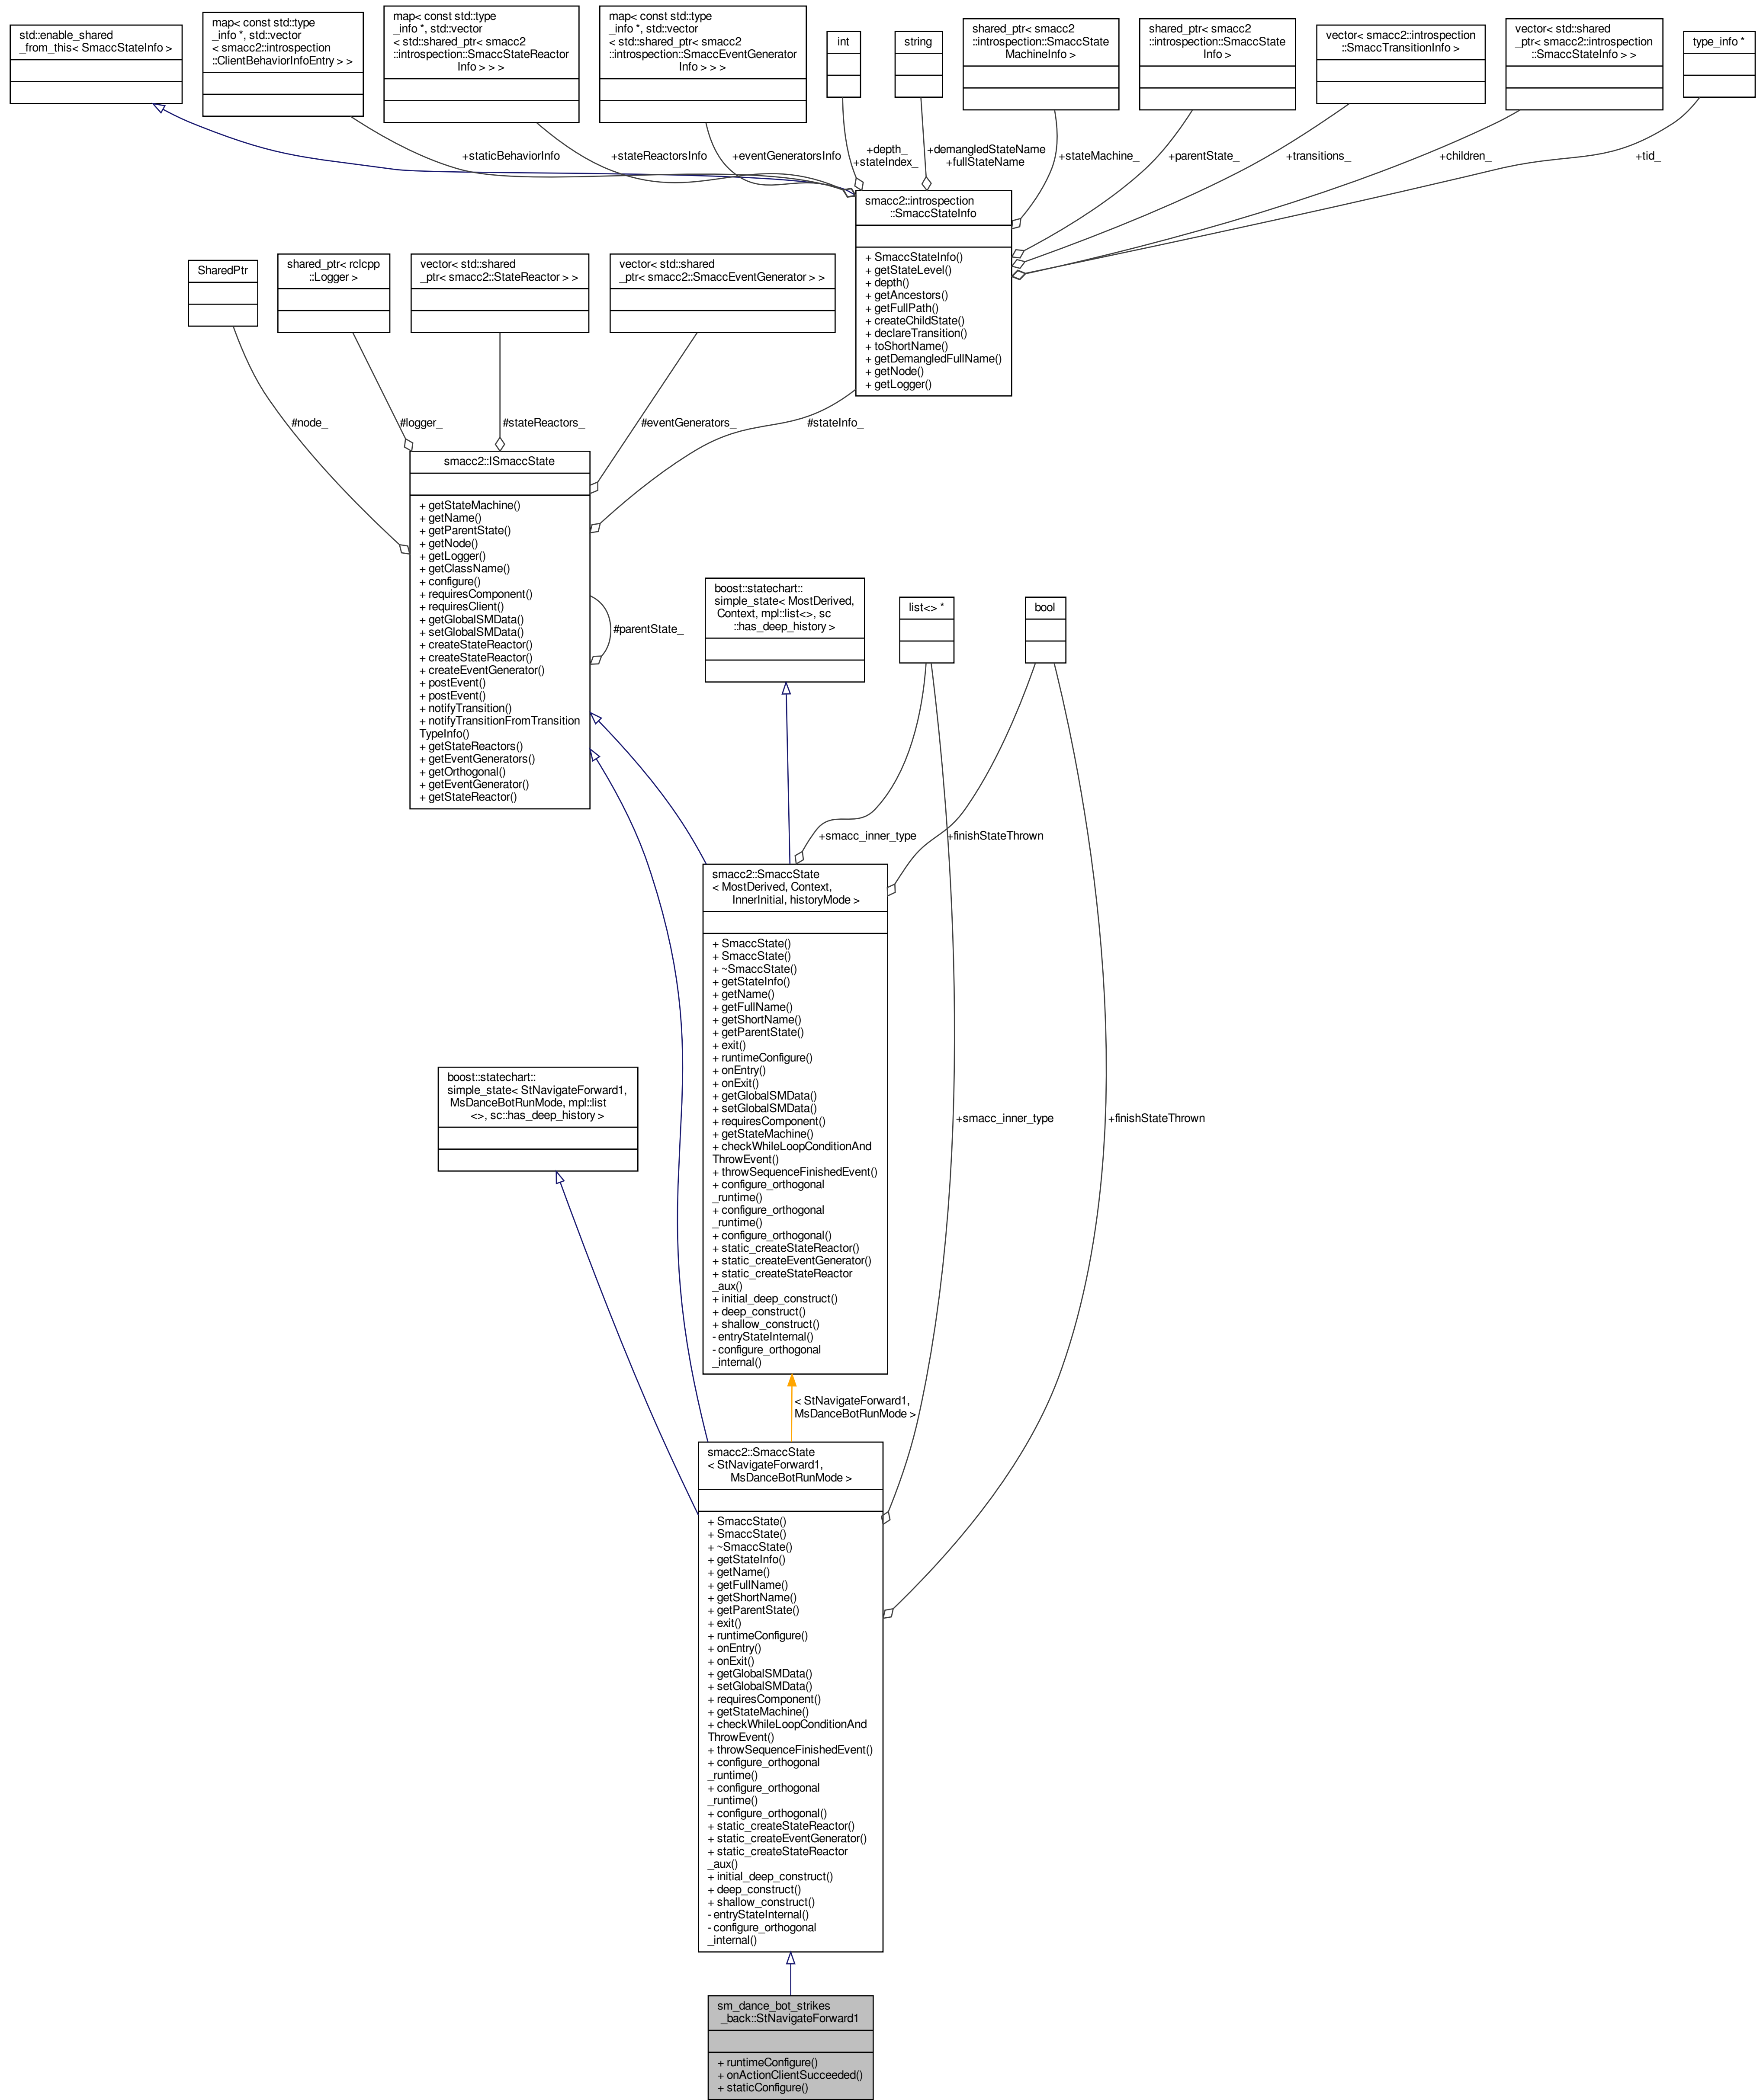 std::enable_shared
_from_this< SmaccStateInfo >
map< const std::type
_info *, std::vector
< smacc2::introspection
::ClientBehaviorInfoEntry > >
map< const std::type
_info *, std::vector
< std::shared_ptr< smacc2
::introspection::SmaccStateReactor
Info > > >
map< const std::type
_info *, std::vector
< std::shared_ptr< smacc2
::introspection::SmaccEventGenerator
Info > > >
int
string
shared_ptr< smacc2
::introspection::SmaccState
MachineInfo >
shared_ptr< smacc2
::introspection::SmaccState
Info >
vector< smacc2::introspection
::SmaccTransitionInfo >
vector< std::shared
_ptr< smacc2::introspection
::SmaccStateInfo > >
type_info *
+staticBehaviorInfo
+stateReactorsInfo
+eventGeneratorsInfo
+depth_
+stateIndex_
+demangledStateName
+fullStateName
+stateMachine_
+parentState_
+transitions_
+children_
+tid_
smacc2::introspection
::SmaccStateInfo
+ SmaccStateInfo()
+ getStateLevel()
+ depth()
+ getAncestors()
+ getFullPath()
+ createChildState()
+ declareTransition()
+ toShortName()
+ getDemangledFullName()
+ getNode()
+ getLogger()
SharedPtr
shared_ptr< rclcpp
::Logger >
vector< std::shared
_ptr< smacc2::StateReactor > >
vector< std::shared
_ptr< smacc2::SmaccEventGenerator > >
#node_
#logger_
#stateReactors_
#eventGenerators_
#stateInfo_
smacc2::ISmaccState
+ getStateMachine()
+ getName()
+ getParentState()
+ getNode()
+ getLogger()
+ getClassName()
+ configure()
+ requiresComponent()
+ requiresClient()
+ getGlobalSMData()
+ setGlobalSMData()
+ createStateReactor()
+ createStateReactor()
+ createEventGenerator()
+ postEvent()
+ postEvent()
+ notifyTransition()
+ notifyTransitionFromTransition
TypeInfo()
+ getStateReactors()
+ getEventGenerators()
+ getOrthogonal()
+ getEventGenerator()
+ getStateReactor()
#parentState_
boost::statechart::
simple_state< MostDerived,
Context, mpl::list<>, sc
::has_deep_history >
list<> *
bool
+smacc_inner_type
+finishStateThrown
smacc2::SmaccState
< MostDerived, Context,
InnerInitial, historyMode >
+ SmaccState()
+ SmaccState()
+ ~SmaccState()
+ getStateInfo()
+ getName()
+ getFullName()
+ getShortName()
+ getParentState()
+ exit()
+ runtimeConfigure()
+ onEntry()
+ onExit()
+ getGlobalSMData()
+ setGlobalSMData()
+ requiresComponent()
+ getStateMachine()
+ checkWhileLoopConditionAnd
ThrowEvent()
+ throwSequenceFinishedEvent()
+ configure_orthogonal
_runtime()
+ configure_orthogonal
_runtime()
+ configure_orthogonal()
+ static_createStateReactor()
+ static_createEventGenerator()
+ static_createStateReactor
_aux()
+ initial_deep_construct()
+ deep_construct()
+ shallow_construct()
- entryStateInternal()
- configure_orthogonal
_internal()
boost::statechart::
simple_state< StNavigateForward1,
MsDanceBotRunMode, mpl::list
<>, sc::has_deep_history >
+smacc_inner_type
+finishStateThrown
< StNavigateForward1,
MsDanceBotRunMode >
smacc2::SmaccState
< StNavigateForward1,
MsDanceBotRunMode >
+ SmaccState()
+ SmaccState()
+ ~SmaccState()
+ getStateInfo()
+ getName()
+ getFullName()
+ getShortName()
+ getParentState()
+ exit()
+ runtimeConfigure()
+ onEntry()
+ onExit()
+ getGlobalSMData()
+ setGlobalSMData()
+ requiresComponent()
+ getStateMachine()
+ checkWhileLoopConditionAnd
ThrowEvent()
+ throwSequenceFinishedEvent()
+ configure_orthogonal
_runtime()
+ configure_orthogonal
_runtime()
+ configure_orthogonal()
+ static_createStateReactor()
+ static_createEventGenerator()
+ static_createStateReactor
_aux()
+ initial_deep_construct()
+ deep_construct()
+ shallow_construct()
- entryStateInternal()
- configure_orthogonal
_internal()
sm_dance_bot_strikes
_back::StNavigateForward1
+ runtimeConfigure()
+ onActionClientSucceeded()
+ staticConfigure()